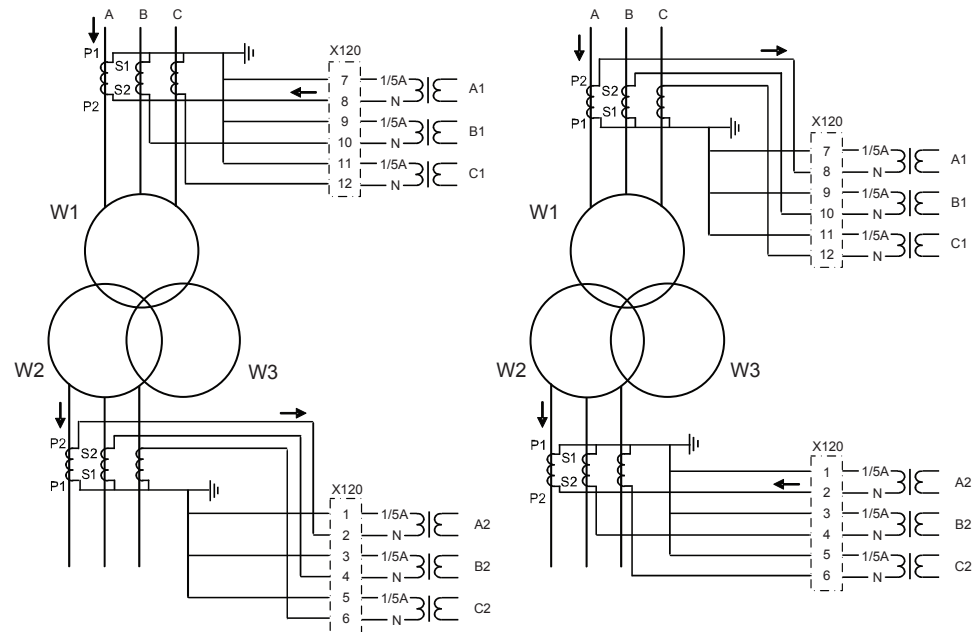 A B C
P1
S1
S2
P2
X120
7 1/5A
8 N
A1
9 1/5A
10 N
B1
11 1/5A
12 N
C1
W1
W2
W3
P2
S2
S1
P1
X120
1 1/5A
2 N
A2
3 1/5A
4 N
B2
5 1/5A
6 N
C2
A B C
P2
S2
S1
P1
X120
7 1/5A
8 N
A1
9 1/5A
10 N
B1
11 1/5A
12 N
C1
W1
W2
W3
P1
S1
S2
P2
X120
1 1/5A
2 N
A2
3 1/5A
4 N
B2
5 1/5A
6 N
C2